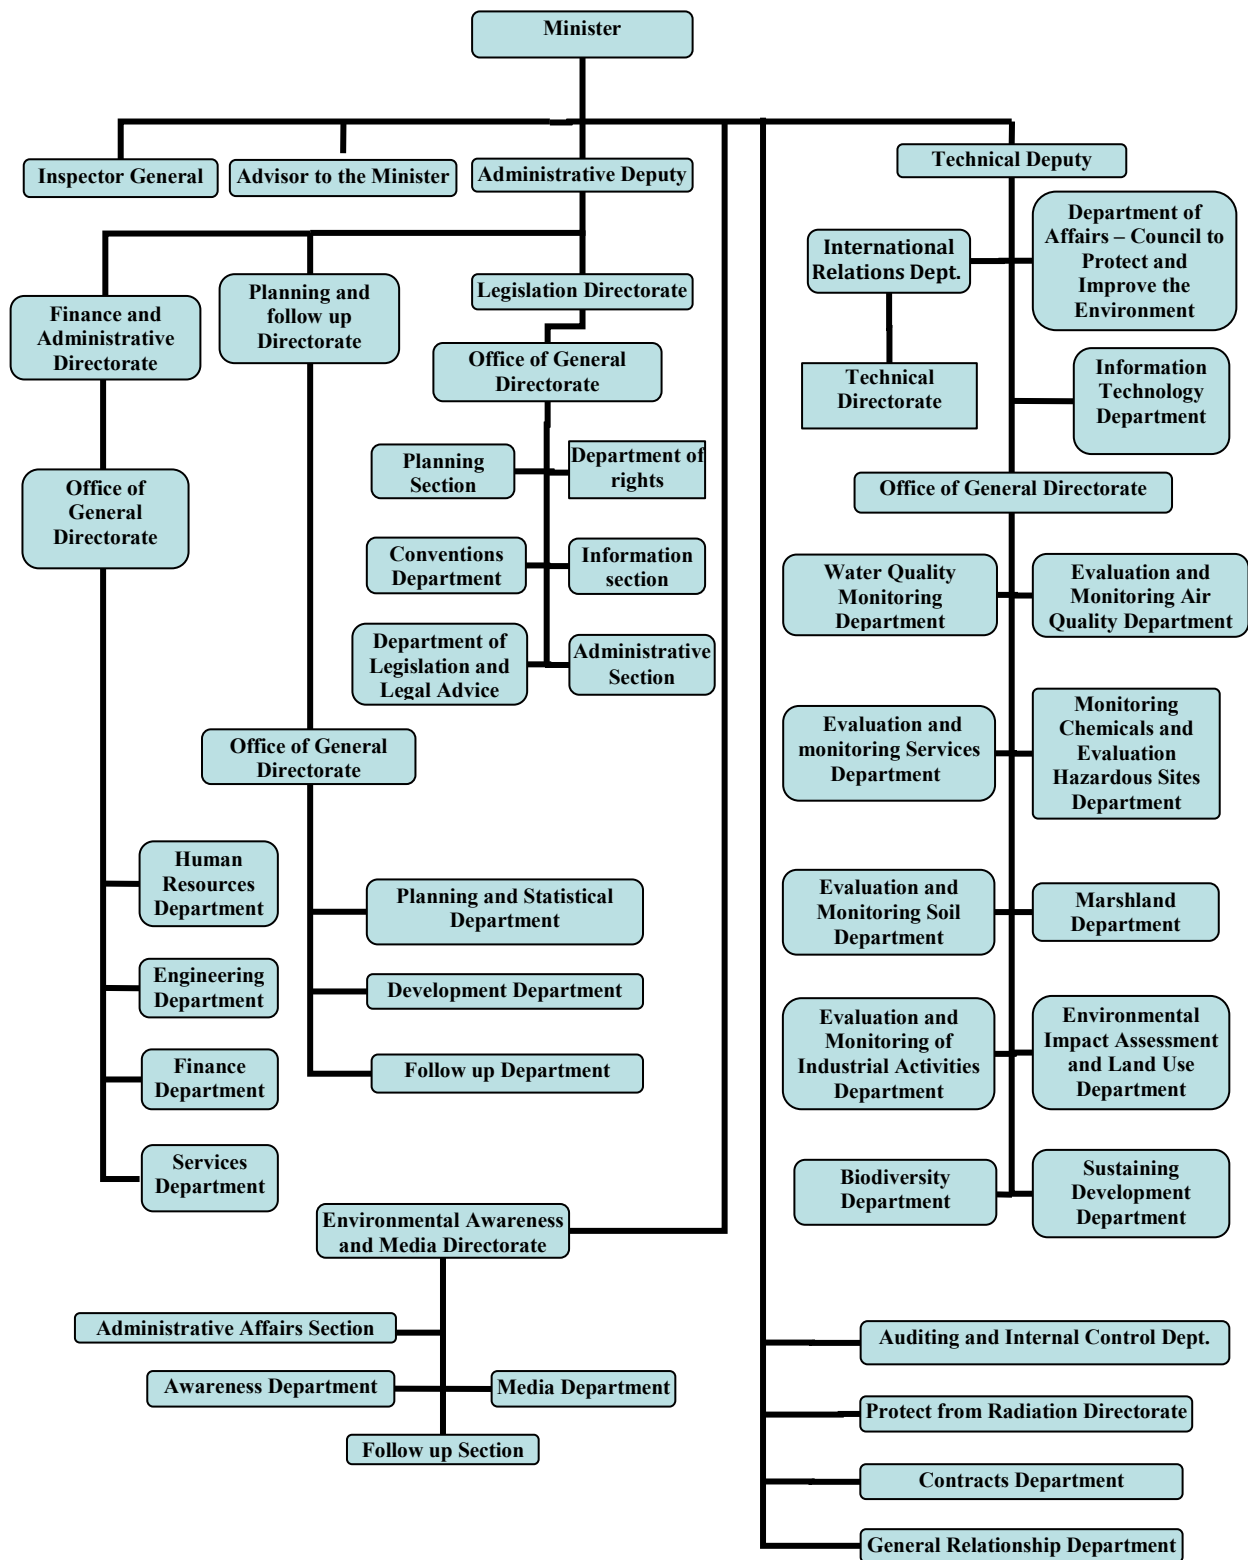 Minister
Inspector General
Advisor to the Minister
Administrative Deputy
Technical Deputy
International
Relations Dept.
Department of
Affairs – Council to
Protect and
Improve the
Environment
Finance and
Administrative
Directorate
Planning and
follow up
Directorate
Legislation Directorate
Office of General
Directorate
Technical
Directorate
Information
Technology
Department
Planning
Section
Department of
rights
Office of
General
Directorate
Office of General Directorate
Conventions
Department
Information
section
Water Quality
Monitoring
Department
Evaluation and
Monitoring Air
Quality Department
Department of
Legislation and
Legal Advice
Administrative
Section
Office of General
Directorate
Evaluation and
monitoring Services
Department
Monitoring
Chemicals and
Evaluation
Hazardous Sites
Department
Human
Resources
Department
Planning and Statistical
Department
Evaluation and
Monitoring Soil
Department
Marshland
Department
Engineering
Department
Development Department
Evaluation and
Monitoring of
Industrial Activities
Department
Environmental
Impact Assessment
and Land Use
Department
Finance
Department
Follow up Department
Services
Department
Biodiversity
Department
Sustaining
Development
Department
Environmental Awareness
and Media Directorate
Administrative Affairs Section
Awareness Department
Media Department
Follow up Section
Auditing and Internal Control Dept.
Protect from Radiation Directorate
Contracts Department
General Relationship Department